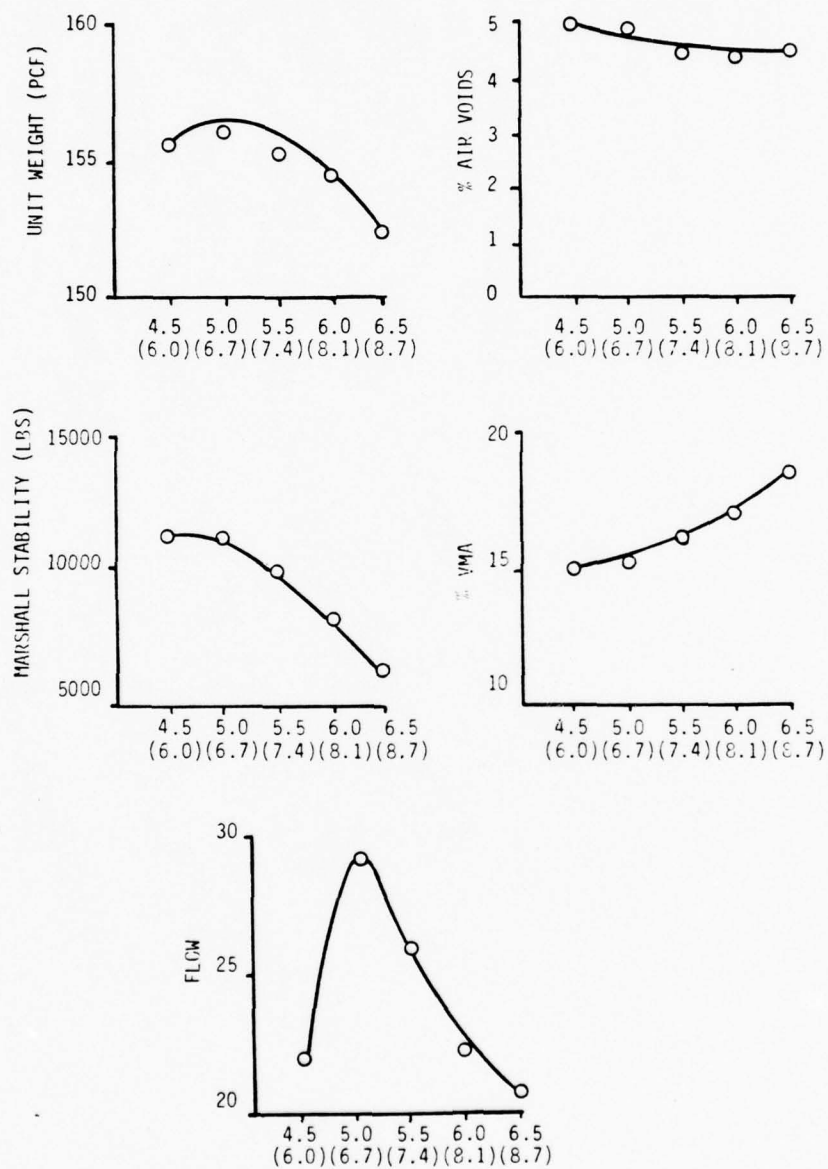 UNIT WEIGHT (PCF)
160
155
150
4.5 5.0 5.5 6.0 6.5
(6.0)(6.7)(7.4)(8.1)(8.7)
% AIR VOIDS
5
4
3
2
1
0
4.5 5.0 5.5 6.0 6.5
(6.0)(6.7)(7.4)(8.1)(8.7)
MARSHALL STABILITY (LBS)
15000
10000
5000
4.5 5.0 5.5 6.0 6.5
(6.0)(6.7)(7.4)(8.1)(8.7)
% VMA
20
15
10
4.5 5.0 5.5 6.0 6.5
(6.0)(6.7)(7.4)(8.1)(8.7)
FLOW
30
25
20
4.5 5.0 5.5 6.0 6.5
(6.0)(6.7)(7.4)(8.1)(8.7)